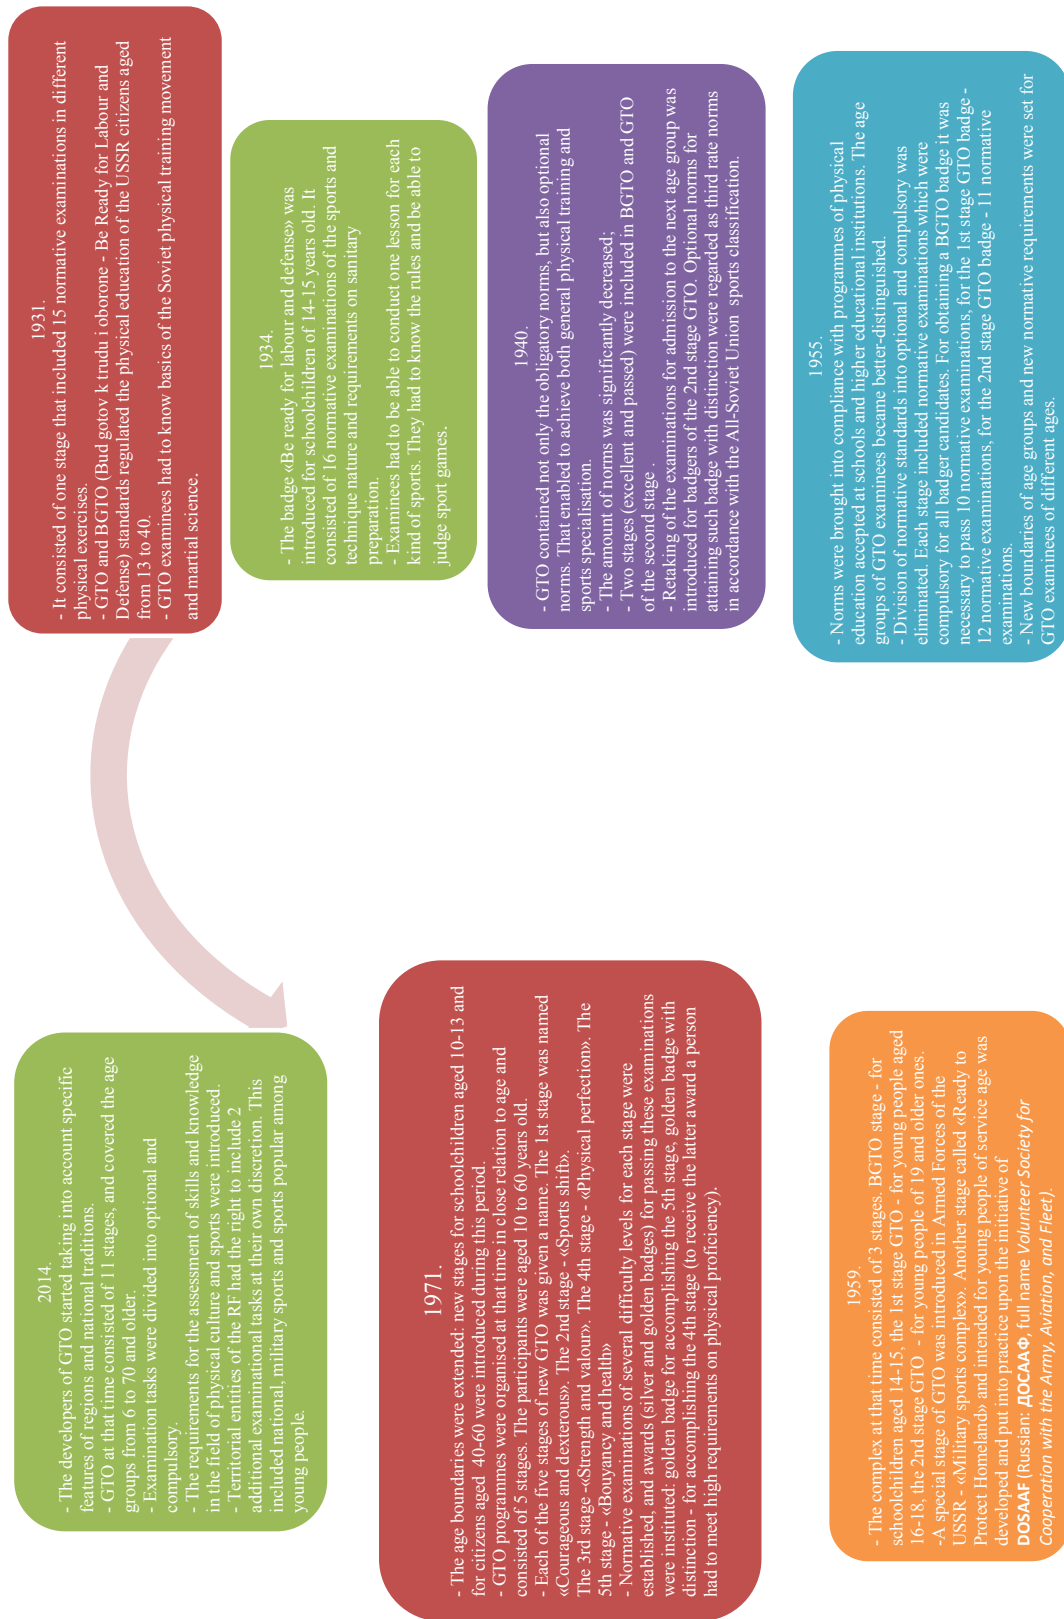 1931.
- It consisted of one stage that included 15 normative examinations in different
physical exercises.
- GTO and BGTO (Bud gotov k trudu i oborone - Be Ready for Labour and
Defense) standards regulated the physical education of the USSR citizens aged
from 13 to 40.
- GTO examinees had to know basics of the Soviet physical training movement
and martial science.
1934.
- The badge «Be ready for labour and defense» was
introduced for schoolchildren of 14-15 years old. It
consisted of 16 normative examinations of the sports and
technique nature and requirements on sanitary
preparation.
- Examinees had to be able to conduct one lesson for each
kind of sports. They had to know the rules and be able to
judge sport games.
1940.
- GTO contained not only the obligatory norms, but also optional
norms. That enabled to achieve both general physical training and
sports specialisation.
- The amount of norms was significantly decreased;
- Two stages (excellent and passed) were included in BGTO and GTO
of the second stage .
- Retaking of the examinations for admission to the next age group was
introduced for badgers of the 2nd stage GTO. Optional norms for
attaining such badge with distinction were regarded as third rate norms
in accordance with the All-Soviet Union sports classification.
1955.
- Norms were brought into compliance with programmes of physical
education accepted at schools and higher educational institutions. The age
groups of GTO examinees became better-distinguished.
- Division of normative standards into optional and compulsory was
eliminated. Each stage included normative examinations which were
compulsory for all badger candidates. For obtaining a BGTO badge it was
necessary to pass 10 normative examinations, for the 1st stage GTO badge -
12 normative examinations, for the 2nd stage GTO badge - 11 normative
examinations.
- New boundaries of age groups and new normative requirements were set for
GTO examinees of different ages.
1959.
- The complex at that time consisted of 3 stages. BGTO stage - for
schoolchildren aged 14-15, the 1st stage GTO - for young people aged
16-18, the 2nd stage GTO - for young people of 19 and older ones.
-A special stage of GTO was introduced in Armed Forces of the
USSR - «Military sports complex». Another stage called «Ready to
Protect Homeland» and intended for young people of service age was
developed and put into practice upon the initiative of
DOSAAF (Russian: ДОСААФ, full name Volunteer Society for
Cooperation with the Army, Aviation, and Fleet).
1971.
- The age boundaries were extended: new stages for schoolchildren aged 10-13 and
for citizens aged 40-60 were introduced during this period.
- GTO programmes were organised at that time in close relation to age and
consisted of 5 stages. The participants were aged 10 to 60 years old.
- Each of the five stages of new GTO was given a name. The 1st stage was named
«Courageous and dexterous». The 2nd stage - «Sports shift».
The 3rd stage -«Strength and valour». The 4th stage - «Physical perfection». The
5th stage - «Bouyancy and health»
- Normative examinations of several difficulty levels for each stage were
established, and awards (silver and golden badges) for passing these examinations
were instituted: golden badge for accomplishing the 5th stage, golden badge with
distinction - for accomplishing the 4th stage (to receive the latter award a person
had to meet high requirements on physical proficiency).
2014.
- The developers of GTO started taking into account specific
features of regions and national traditions.
- GTO at that time consisted of 11 stages, and covered the age
groups from 6 to 70 and older.
- Examination tasks were divided into optional and
compulsory.
- The requirements for the assessment of skills and knowledge
in the field of physical culture and sports were introduced.
- Territorial entities of the RF had the right to include 2
additional examinational tasks at their own discretion. This
included national, military sports and sports popular among
young people.